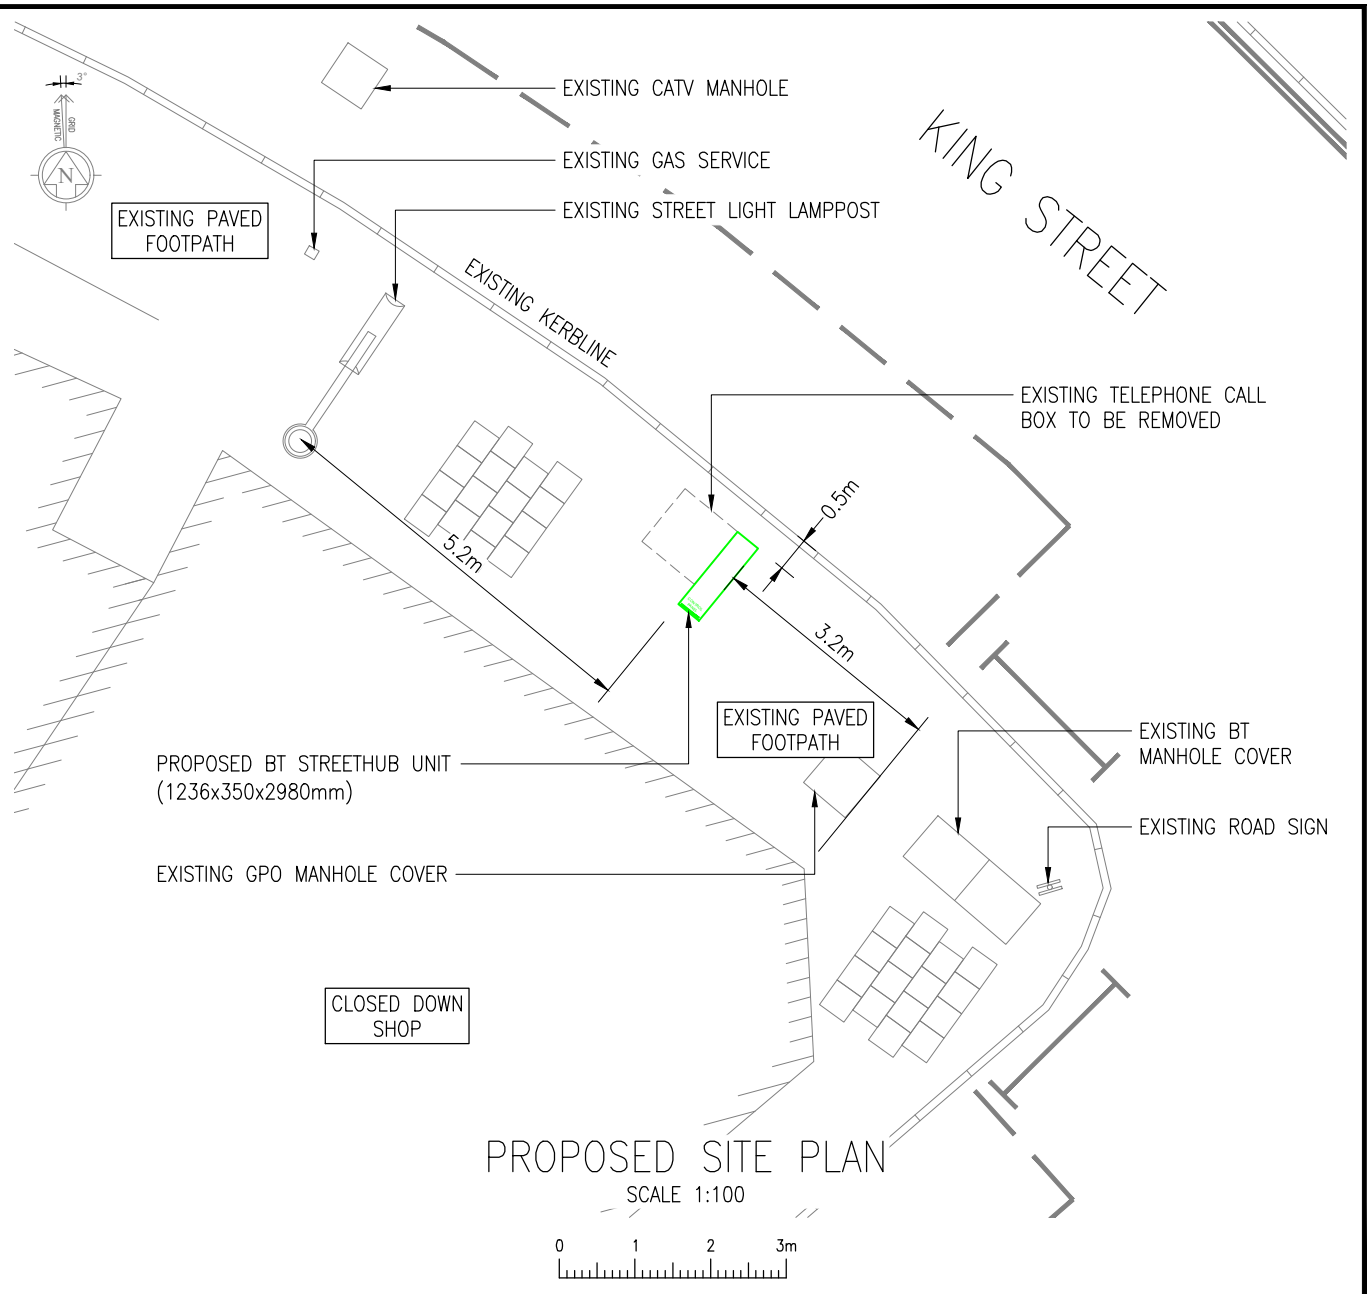 EXISTING CATV MANHOLE
3°
MAGNETIC
GRID
KING STREET
EXISTING GAS SERVICE
N
EXISTING PAVED
FOOTPATH
EXISTING STREET LIGHT LAMPPOST
EXISTING KERBLINE
EXISTING TELEPHONE CALL
BOX TO BE REMOVED
0.5m
5.2m
3.2m
EXISTING PAVED
FOOTPATH
EXISTING BT
MANHOLE COVER
PROPOSED BT STREETHUB UNIT
(1236x350x2980mm)
EXISTING ROAD SIGN
EXISTING GPO MANHOLE COVER
CLOSED DOWN
SHOP
PROPOSED SITE PLAN
SCALE 1:100
0 1 2 3m